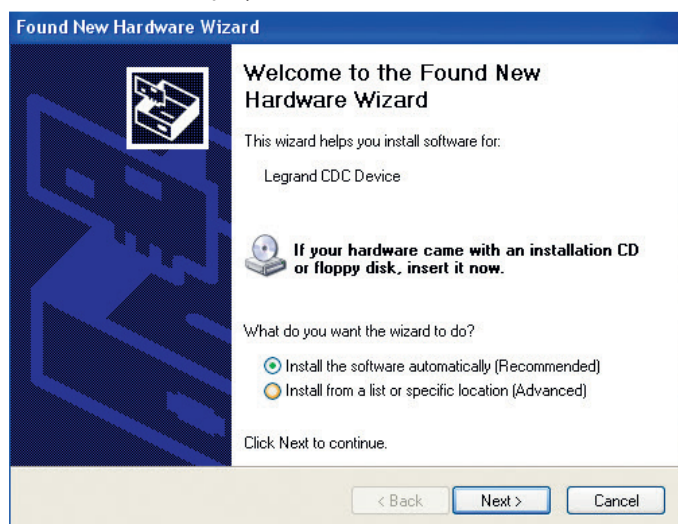 Found New Hardware Wizard
Welcome to the Found New
Hardware Wizard
This wizard helps you install software for:
Legrand CDC Device
If your hardware came with an installation CD
or floppy disk, insert it now.
What do you want the wizard to do?
Install the software automatically (Recommended)
Install from a list or specific location (Advanced)
Click Next to continue.
< Back Next > Cancel